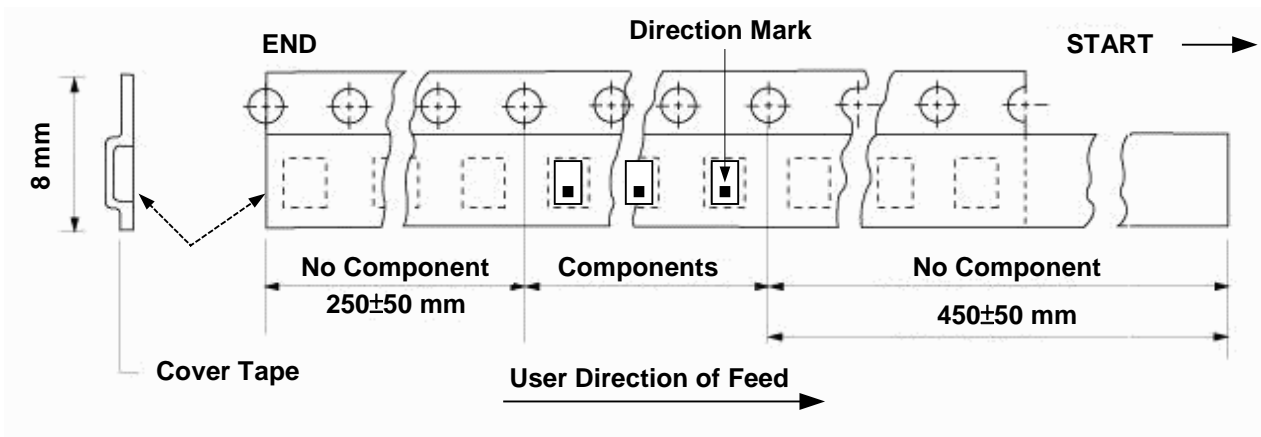 Direction Mark
END
START
8 mm
No Component
Components
No Component
250±50 mm
450±50 mm
Cover Tape
User Direction of Feed